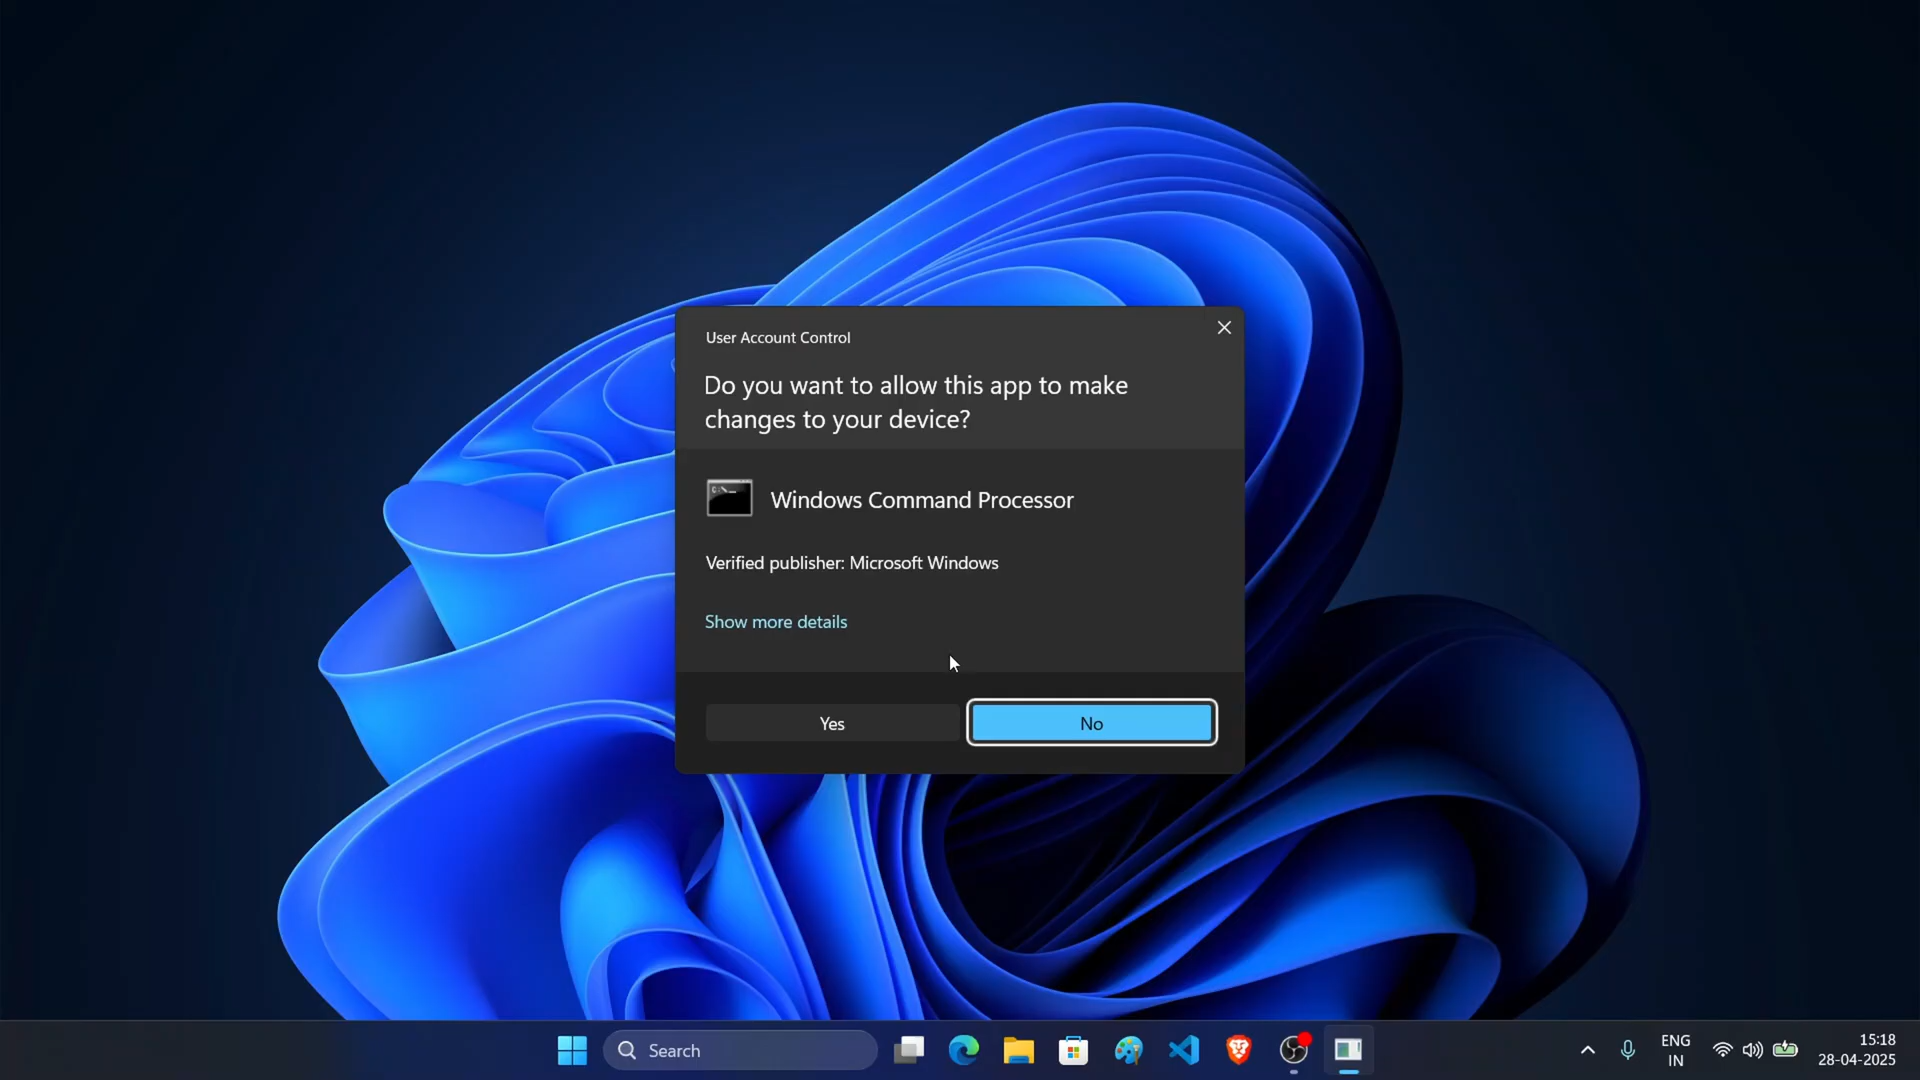 User Account Control
Do you want to allow this app to make
changes to your device?
Windows Command Processor
Verified publisher: Microsoft Windows
Show more details
Yes
No
Search
ENG
IN
15:18
28-04-2025